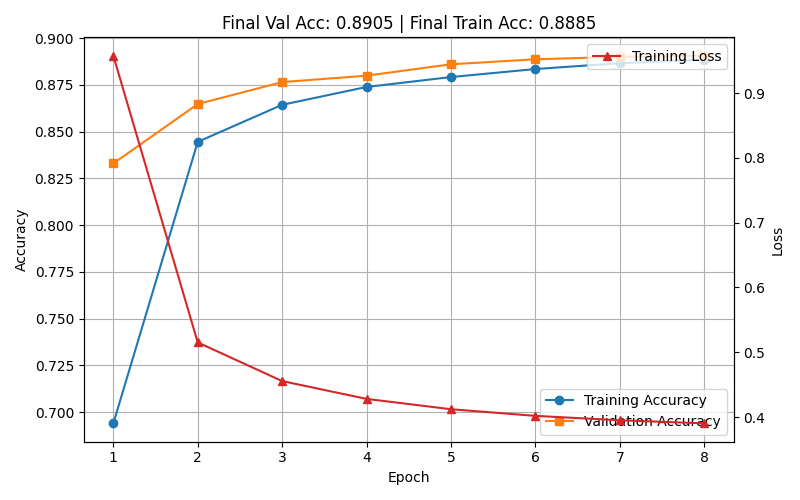 Final Val Acc: 0.8905 | Final Train Acc: 0.8885
0.900
0.875
0.850
0.825
0.800
0.775
0.750
0.725
0.700
Accuracy
Training Loss
0.9
0.8
0.7
0.6
0.5
0.4
Loss
Training Accuracy
Validation Accuracy
1 2 3 4 5 6 7 8
Epoch